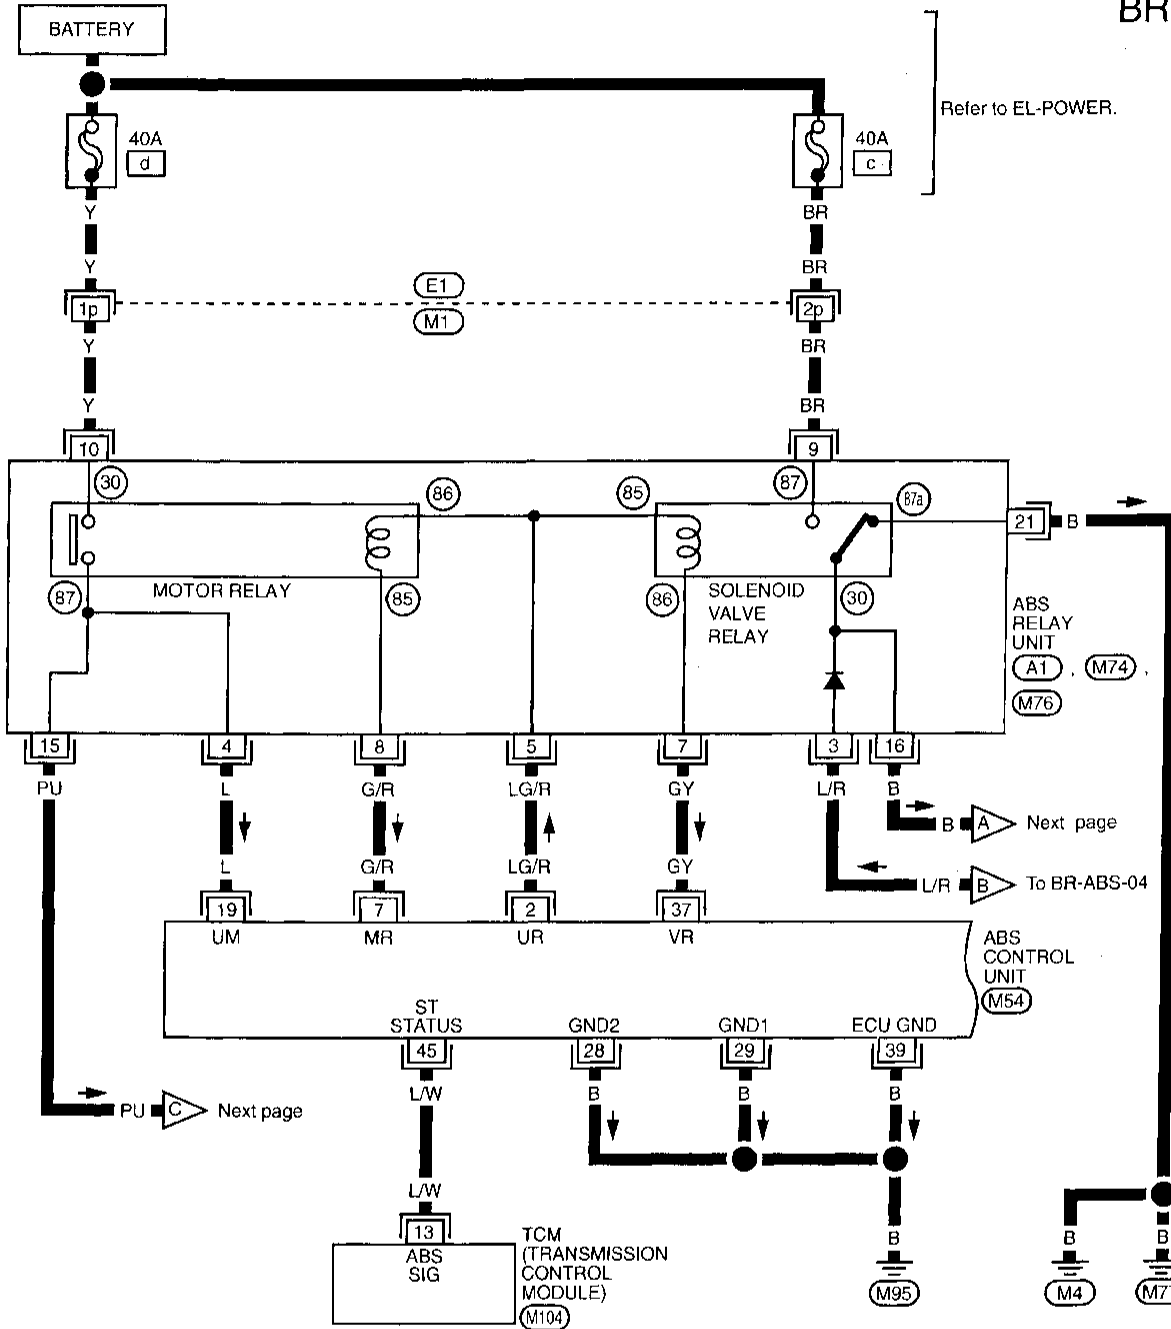 BR
BATTERY
Refer to EL-POWER.
40A
d
40A
c
Y
BR
Y
BR
E1
1p
2p
M1
Y
BR
Y
BR
10
9
30
86
85
87
87a
21
B
MOTOR RELAY
87
85
86
SOLENOID
VALVE
RELAY
30
ABS
RELAY
UNIT
A1 , M74 ,
M76
15
4
8
5
7
3
16
PU
L
G/R
LG/R
GY
L/R
B
B
A
Next page
L
G/R
LG/R
GY
L/R
B
To BR-ABS-04
19
7
2
37
UM
MR
UR
VR
ABS
CONTROL
UNIT
M54
ST
STATUS
GND2
GND1
ECU GND
45
28
29
39
L/W
B
B
B
PU
C
Next page
L/W
13
ABS
SIG
TCM
(TRANSMISSION
CONTROL
MODULE)
M104
B
B
B
M95
M4